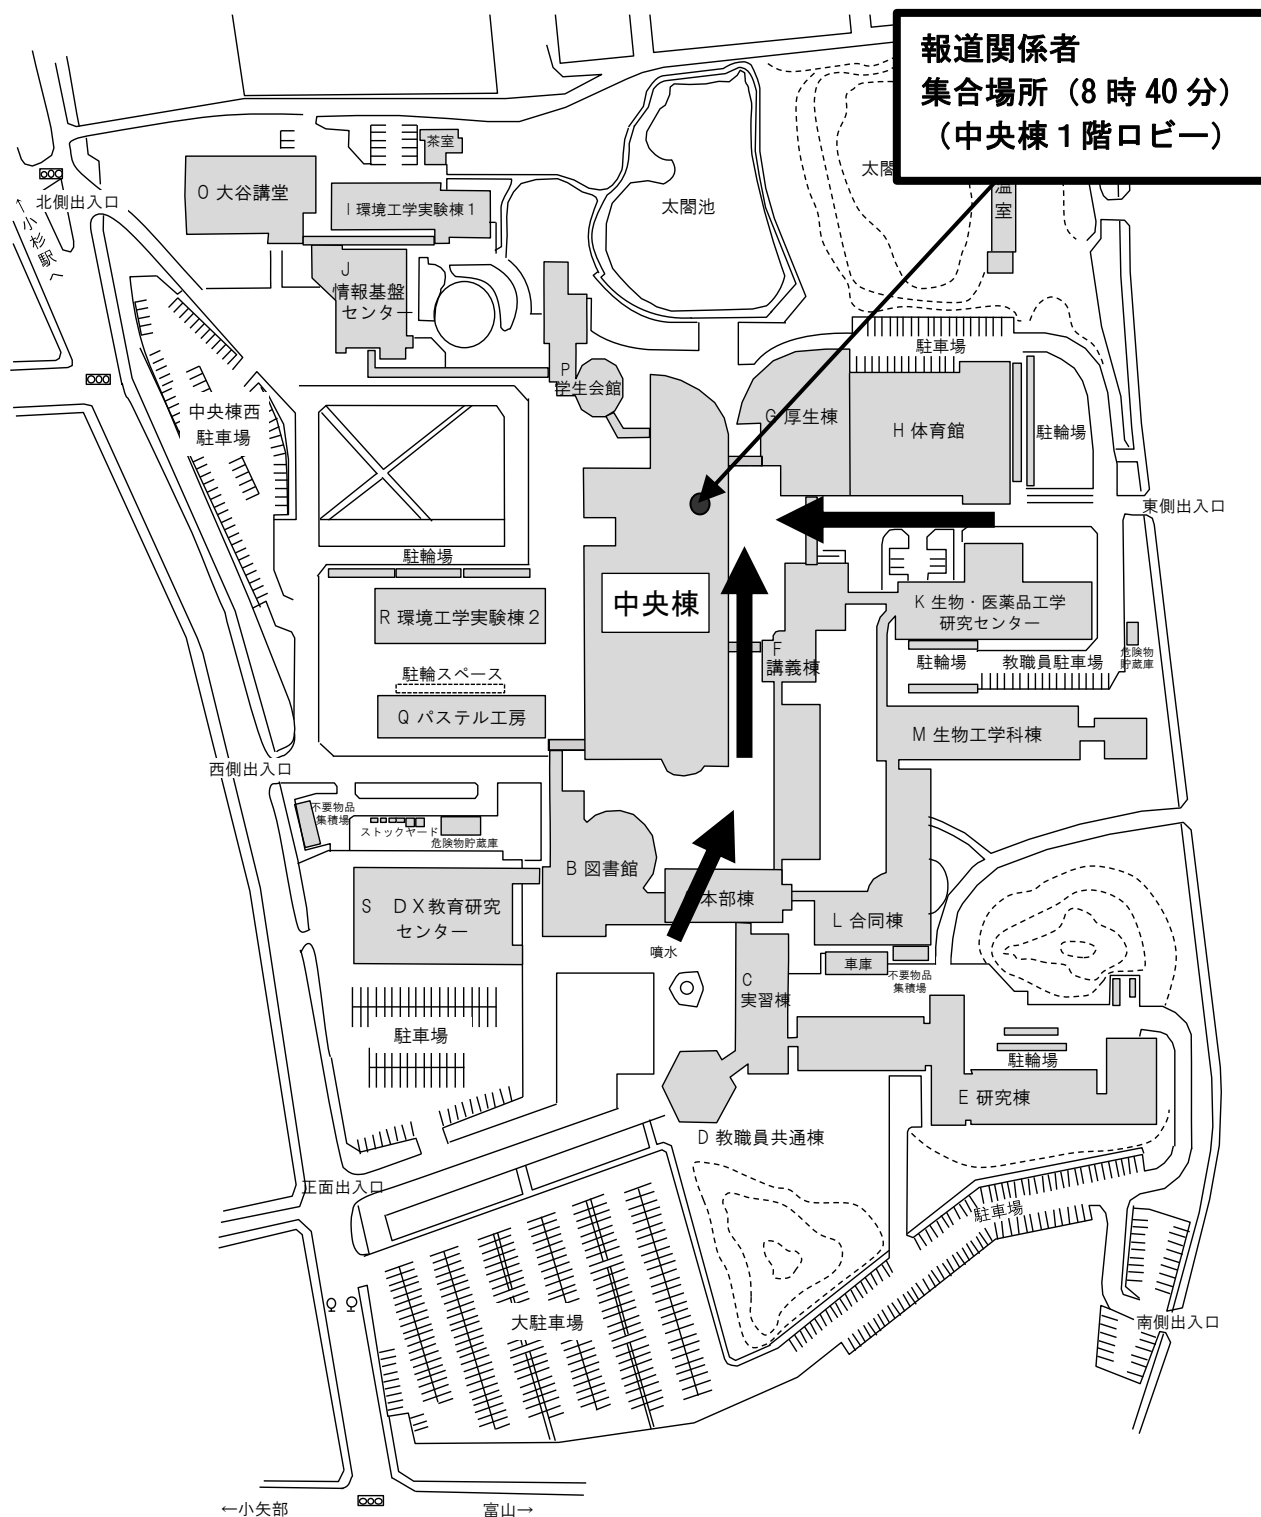 報道関係者
集合場所（8 時 40 分）
（中央棟１階ロビー）
茶室
O 大谷講堂
I 環境工学実験棟１
北側出入口
←小杉駅へ
太閤池
太閤
温室
J
情報基盤
センター
駐車場
P
学生会館
中央棟西
駐車場
G 厚生棟
H 体育館
駐輪場
東側出入口
駐輪場
中央棟
R 環境工学実験棟２
K 生物・医薬品工学
研究センター
F
講義棟
駐輪場
教職員駐車場
危険物
貯蔵庫
駐輪スペース
Q パステル工房
M 生物工学科棟
西側出入口
不要物品
集積場
ストックヤード
危険物貯蔵庫
B 図書館
S ＤＸ教育研究
センター
本部棟
L 合同棟
噴水
車庫
不要物品
集積場
C
実習棟
駐車場
駐輪場
E 研究棟
D 教職員共通棟
正面出入口
駐車場
大駐車場
南側出入口
←小矢部
富山→